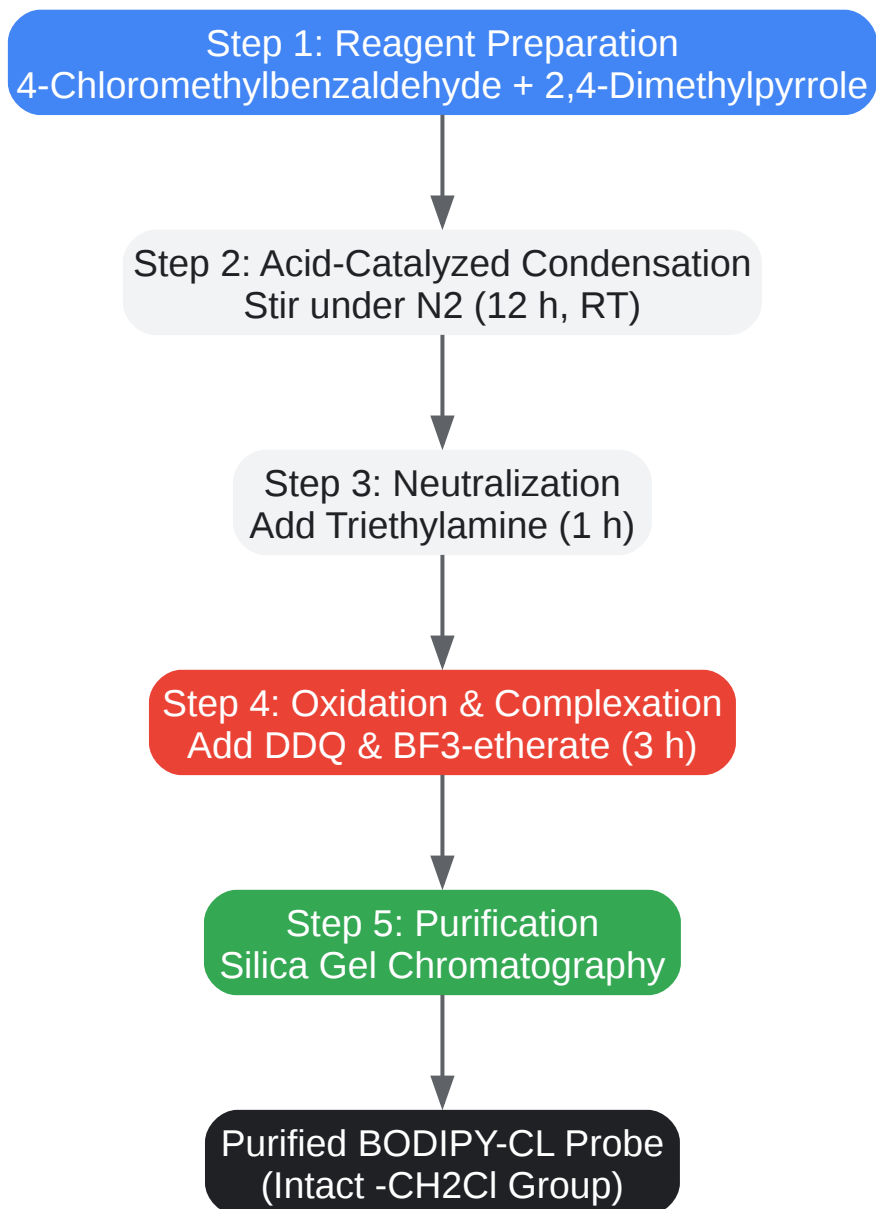 Step 1: Reagent Preparation
4-Chloromethylbenzaldehyde + 2,4-Dimethylpyrrole
Step 2: Acid-Catalyzed Condensation
Stir under N2 (12 h, RT)
Step 3: Neutralization
Add Triethylamine (1 h)
Step 4: Oxidation & Complexation
Add DDQ & BF3-etherate (3 h)
Step 5: Purification
Silica Gel Chromatography
Purified BODIPY-CL Probe
(Intact -CH2Cl Group)